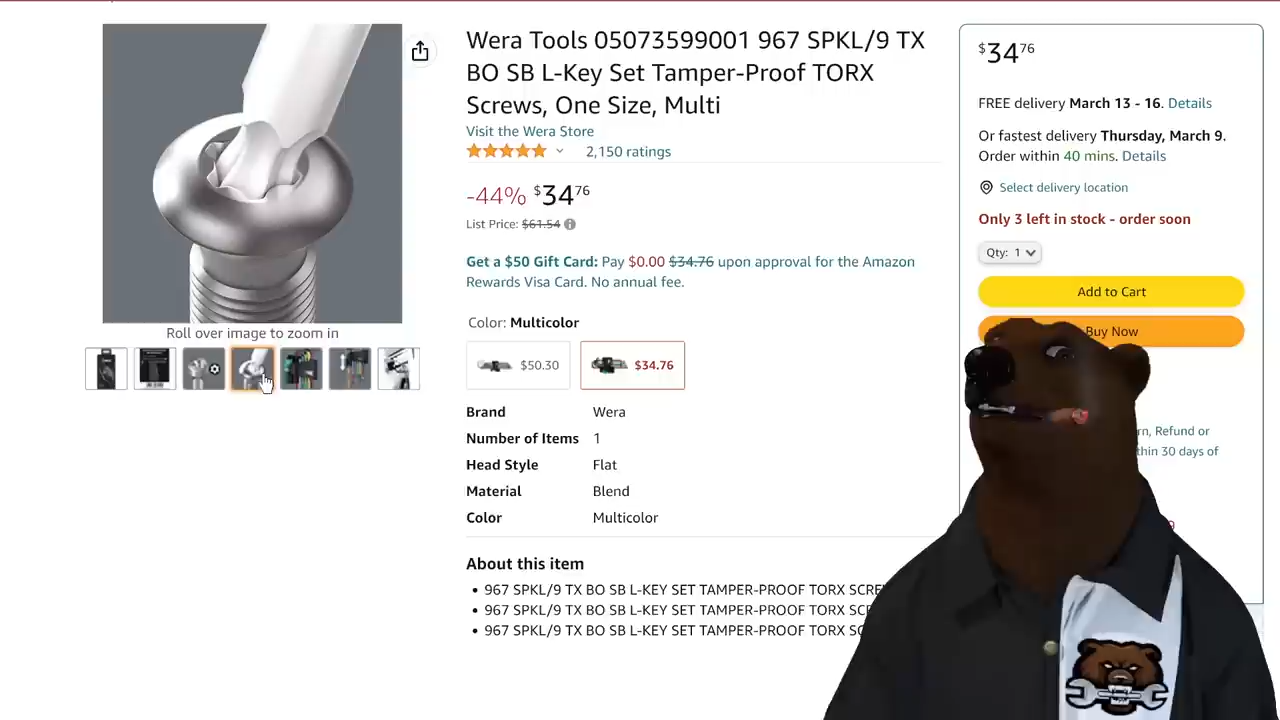 Wera Tools 05073599001 967 SPKL/9 TX
BO SB L-Key Set Tamper-Proof TORX
Screws, One Size, Multi
Visit the Wera Store
2,150 ratings
-44% $34 76
List Price: $61.54
Get a $50 Gift Card: Pay $0.00 $34.76 upon approval for the Amazon
Rewards Visa Card. No annual fee.
Color: Multicolor
$50.30
$34.76
Brand Wera
Number of Items 1
Head Style Flat
Material Blend
Color Multicolor
About this item
• 967 SPKL/9 TX BO SB L-KEY SET TAMPER-PROOF TORX
• 967 SPKL/9 TX BO SB L-KEY SET TAMPER-PROOF TORX
• 967 SPKL/9 TX BO SB L-KEY SET TAMPER-PROOF TORX
Roll over image to zoom in
$34 76
FREE delivery March 13 - 16. Details
Or fastest delivery Thursday, March 9.
Order within 40 mins. Details
Select delivery location
Only 3 left in stock - order soon
Qty: 1
Add to Cart
Buy Now
Refund or
30 days of